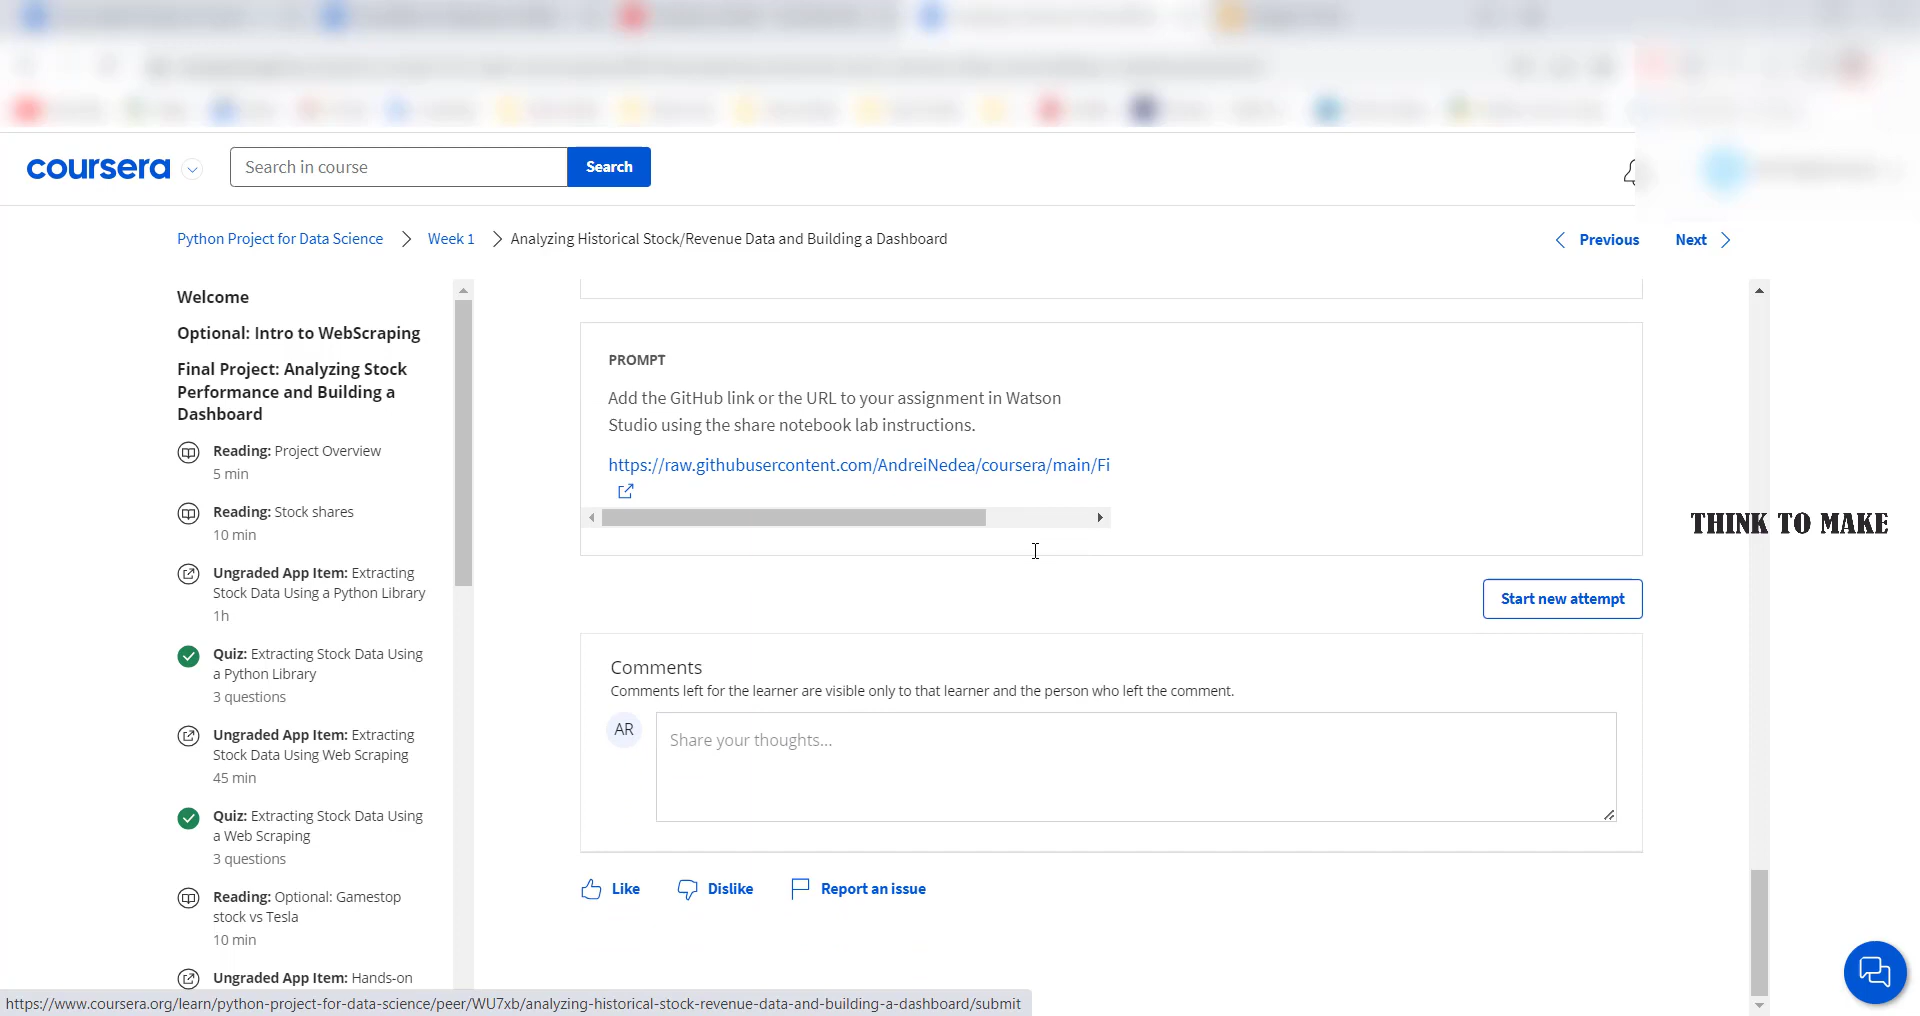 coursera
Search in course
Search
Python Project for Data Science
Week 1
Analyzing Historical Stock/Revenue Data and Building a Dashboard
Previous
Next
Welcome
Optional: Intro to WebScraping
Final Project: Analyzing Stock
Performance and Building a
Dashboard
Reading: Project Overview
5 min
Reading: Stock shares
10 min
Ungraded App Item: Extracting
Stock Data Using a Python Library
1h
Quiz: Extracting Stock Data Using
a Python Library
3 questions
Ungraded App Item: Extracting
Stock Data Using Web Scraping
45 min
Quiz: Extracting Stock Data Using
a Web Scraping
3 questions
Reading: Optional: Gamestop
stock vs Tesla
10 min
Ungraded App Item: Hands-on
PROMPT
Add the GitHub link or the URL to your assignment in Watson
Studio using the share notebook lab instructions.
https://raw.githubusercontent.com/AndreiNedea/coursera/main/Fi
THINK TO MAKE
Start new attempt
Comments
Comments left for the learner are visible only to that learner and the person who left the comment.
AR
Share your thoughts...
Like
Dislike
Report an issue
https://www.coursera.org/learn/python-project-for-data-science/peer/WU7xb/analyzing-historical-stock-revenue-data-and-building-a-dashboard/submit